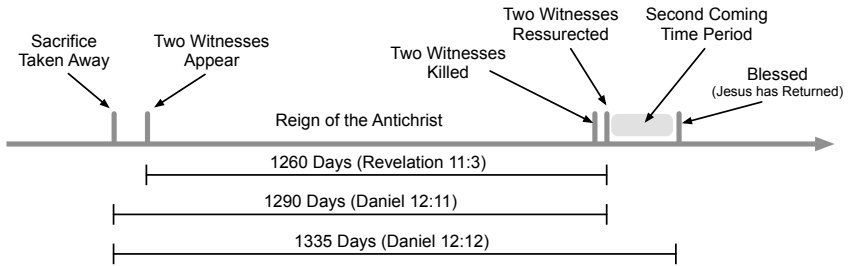 Sacrifice
Taken Away
Two Witnesses
Appear
Two Witnesses
Killed
Two Witnesses
Ressurected
Second Coming
Time Period
Blessed
(Jesus has Returned)
Reign of the Antichrist
1260 Days (Revelation 11:3)
1290 Days (Daniel 12:11)
1335 Days (Daniel 12:12)